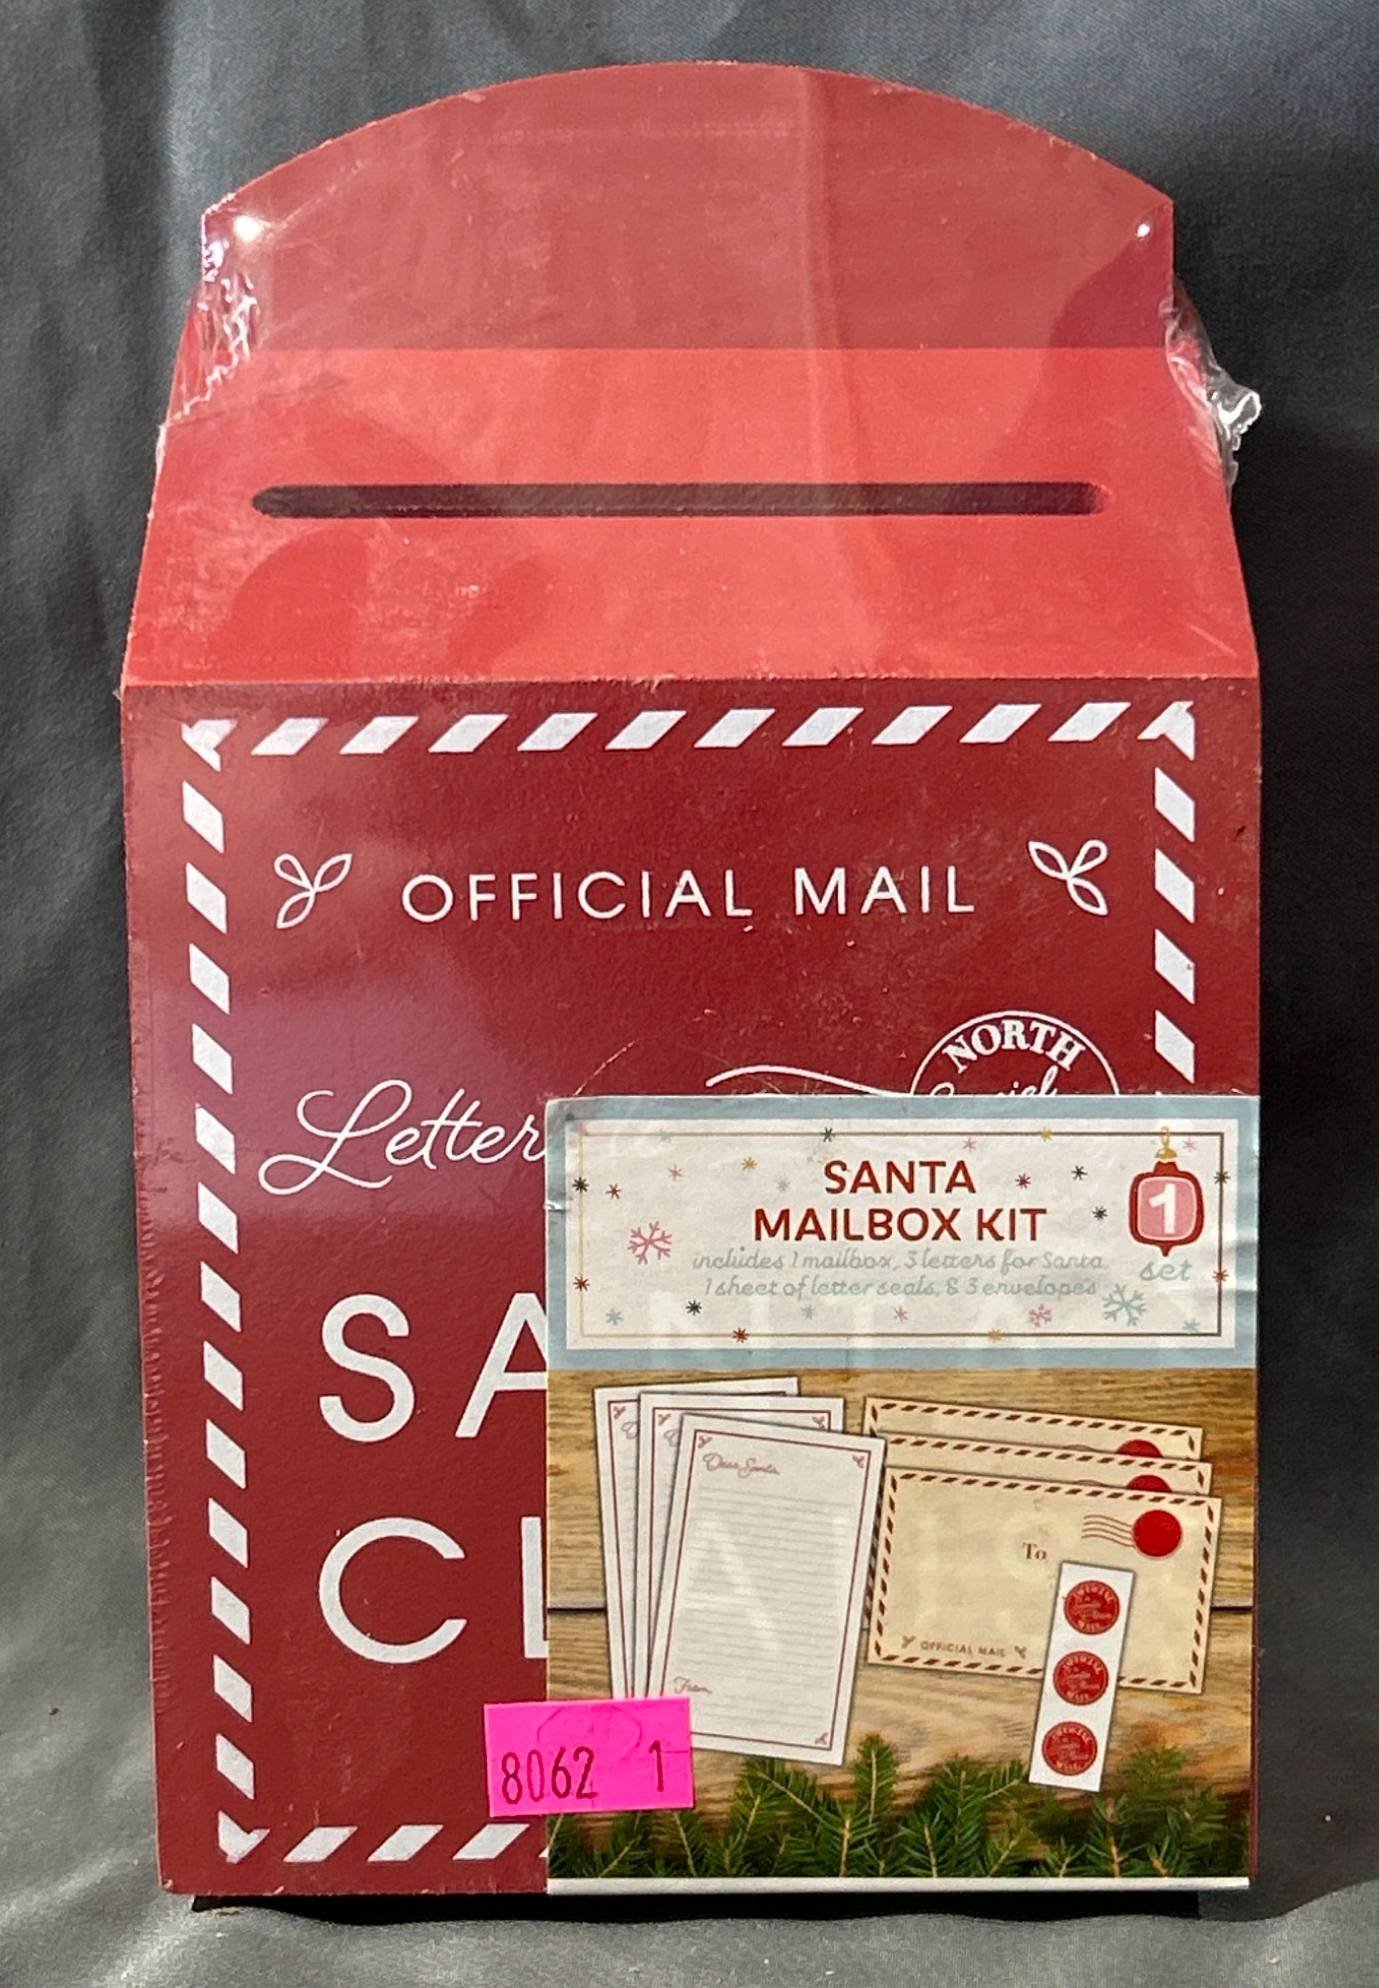 OFFICIAL MAIL
NORTH
Letter
SANTA
MAILBOX KIT
1
set
includes 1 mailbox, 3 letters for Santa,
1 sheet of letter seals, & 3 envelopes
SA
CL
Dear Santa,
From,
To
OFFICIAL MAIL
8062 1